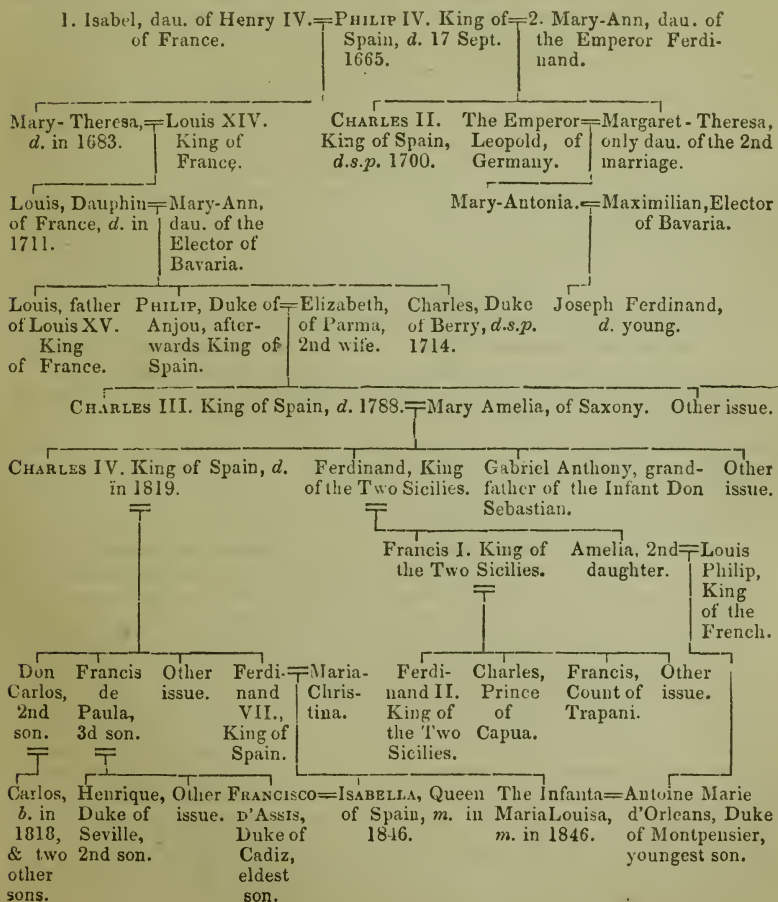 1. Isabel, dau. of Henry IV.=PHILIP IV. King of=2. Mary-Ann, dau. of
of France. Spain, d. 17 Sept. the Emperor Ferdi-
1665. nand.
Mary-Theresa,=Louis XIV. CHARLES II. The Emperor=Margaret-Theresa,
d. in 1683. King of King of Spain, Leopold, of only dau. of the 2nd
France. d.s.p. 1700. Germany. marriage.
Louis, Dauphin=Mary-Ann, Mary-Antonia.=Maximilian, Elector
of France, d. in dau. of the of Bavaria.
1711. Elector of
Bavaria.
Louis, father PHILIP, Duke of=Elizabeth, Charles, Duke Joseph Ferdinand,
of Louis XV. Anjou, after- of Parma, of Berry, d.s.p. d. young.
King wards King of 2nd wife. 1714.
of France. Spain.
CHARLES III. King of Spain, d. 1788.=Mary Amelia, of Saxony. Other issue.
CHARLES IV. King of Spain, d. Ferdinand, King Gabriel Anthony, grand- Other
in 1819. of the Two Sicilies. father of the Infant Don issue.
Sebastian.
Francis I. King of Amelia, 2nd=Louis
the Two Sicilies. daughter. Philip,
King
of the
French.
Don Francis Other Ferdi-=Maria- Ferdi- Charles, Francis, Other
Carlos, de issue. nand Chris- nand II. Prince Count of issue.
2nd Paula, VII., tina. King of of Trapani.
son. 3d son. King of the Two Capua.
Spain. Sicilies.
Carlos, Henrique, Other FRANCISCO=ISABELLA, Queen The Infanta=Antoine Marie
b. in Duke of issue. D'ASSIS, of Spain, m. in Maria Louisa, d'Orleans, Duke
1818, Seville, Duke of 1846. m. in 1846. of Montpensier,
& two 2nd son. Cadiz, youngest son.
other eldest
sons. son.